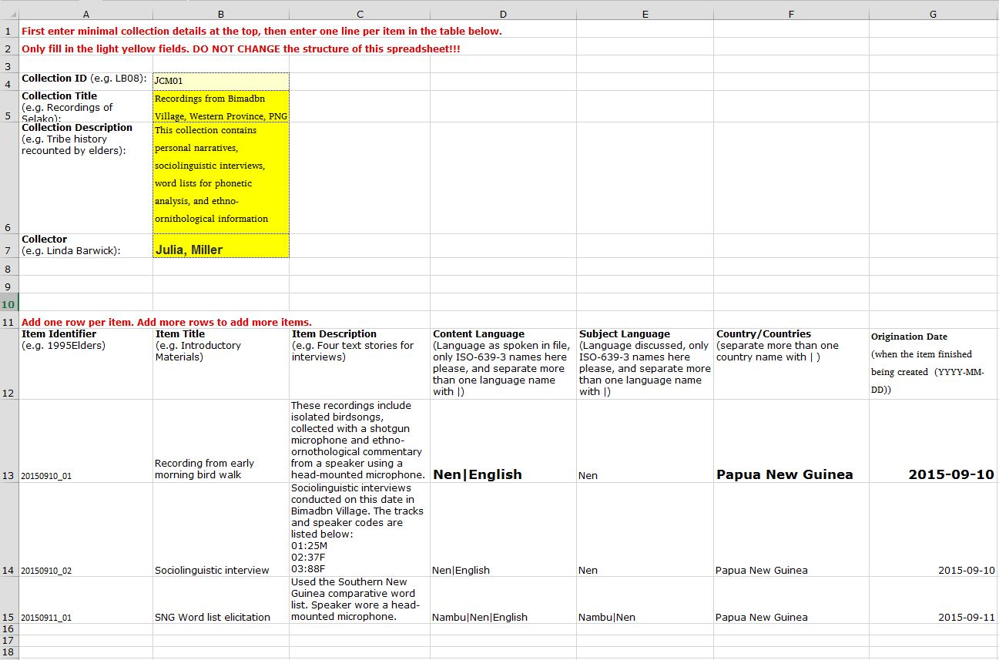 A B C D E F G
1 First enter minimal collection details at the top, then enter one line per item in the table below.
2 Only fill in the light yellow fields. DO NOT CHANGE the structure of this spreadsheet!!!
3
4 Collection ID (e.g. LB08): JCM01
5
Collection Title
(e.g. Recordings of
Selako):
Recordings from Bimadbn
Village, Western Province, PNG
6
Collection Description
(e.g. Tribe history
recounted by elders):
This collection contains
personal narratives,
sociolinguistic interviews,
word lists for phonetic
analysis, and ethno-
ornithological information
7
Collector
(e.g. Linda Barwick):
Julia, Miller
8
9
10
11 Add one row per item. Add more rows to add more items.
12
Item Identifier
(e.g. 1995Elders)
Item Title
(e.g. Introductory
Materials)
Item Description
(e.g. Four text stories for
interviews)
Content Language
(Language as spoken in file,
only ISO-639-3 names here
please, and separate more
than one language name
with |)
Subject Language
(Language discussed, only
ISO-639-3 names here
please, and separate more
than one language name
with |)
Country/Countries
(separate more than one
country name with | )
Origination Date
(when the item finished
being created (YYYY-MM-
DD))
13
20150910_01
Recording from early
morning bird walk
These recordings include
isolated birdsongs,
collected with a shotgun
microphone and ethno-
ornothological commentary
from a speaker using a
head-mounted microphone.
Nen|English
Nen
Papua New Guinea
2015-09-10
14
20150910_02
Sociolinguistic interview
Sociolinguistic interviews
conducted on this date in
Bimadbn Village. The tracks
and speaker codes are
listed below:
01:25M
02:37F
03:88F
Nen|English
Nen
Papua New Guinea
2015-09-10
15
20150911_01
SNG Word list elicitation
Used the Southern New
Guinea comparative word
list. Speaker wore a head-
mounted microphone.
Nambu|Nen|English
Nambu|Nen
Papua New Guinea
2015-09-11
16
17
18